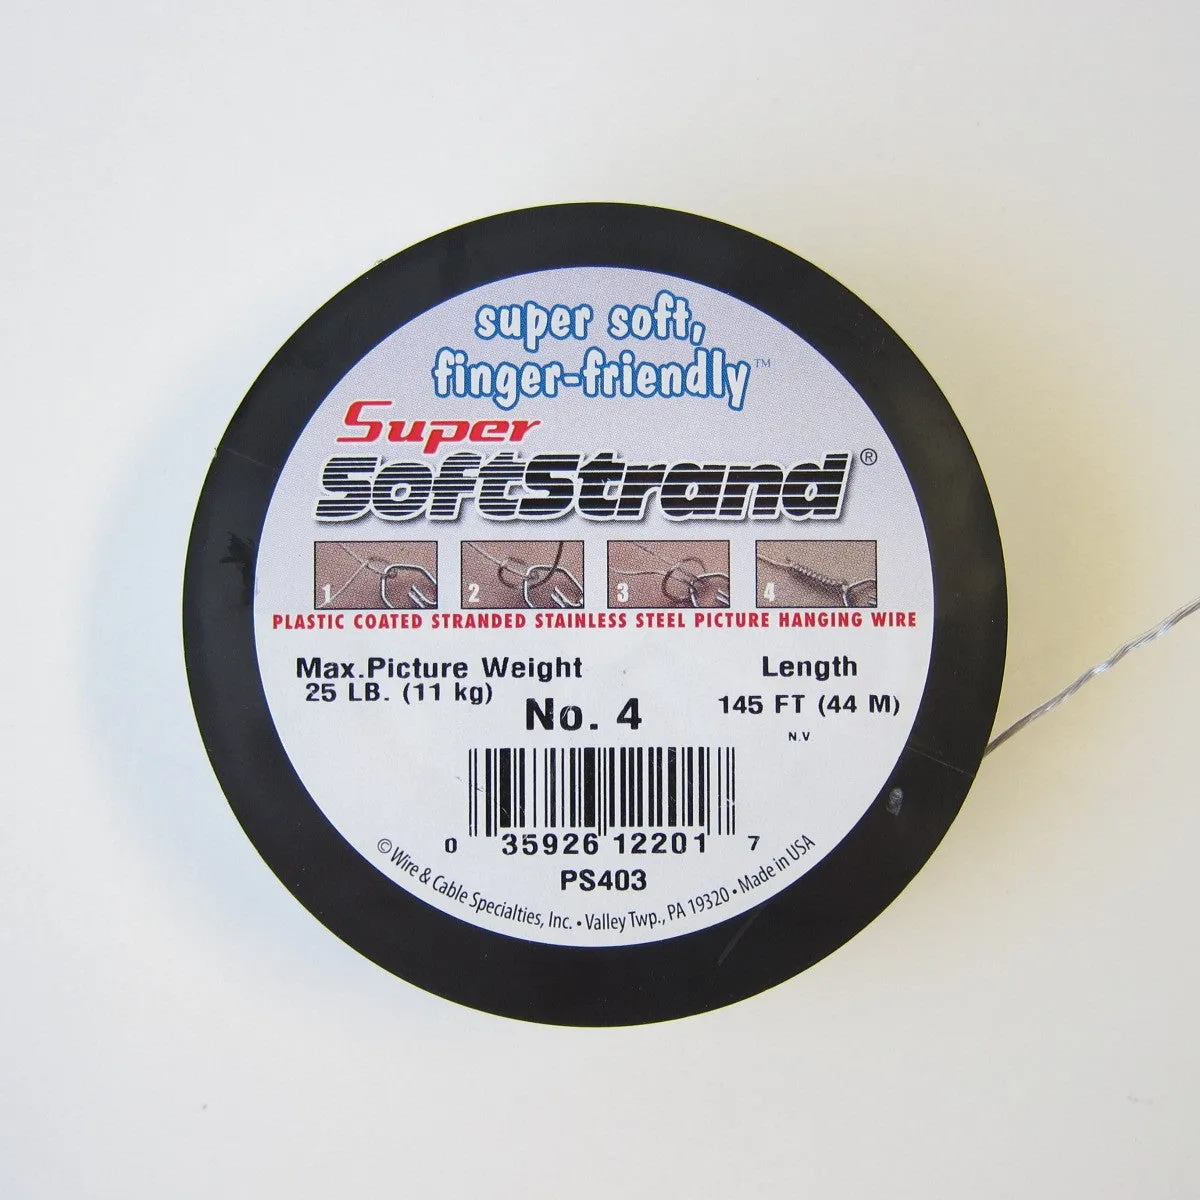 super soft,
finger-friendly™
Super
SoftStrand®
1 2 3 4
PLASTIC COATED STRANDED STAINLESS STEEL PICTURE HANGING WIRE
Max.Picture Weight
25 LB. (11 kg)
No. 4
Length
145 FT (44 M)
N.V
0 35926 12201 7
PS403
© Wire & Cable Specialties, Inc. • Valley Twp., PA 19320 • Made in USA